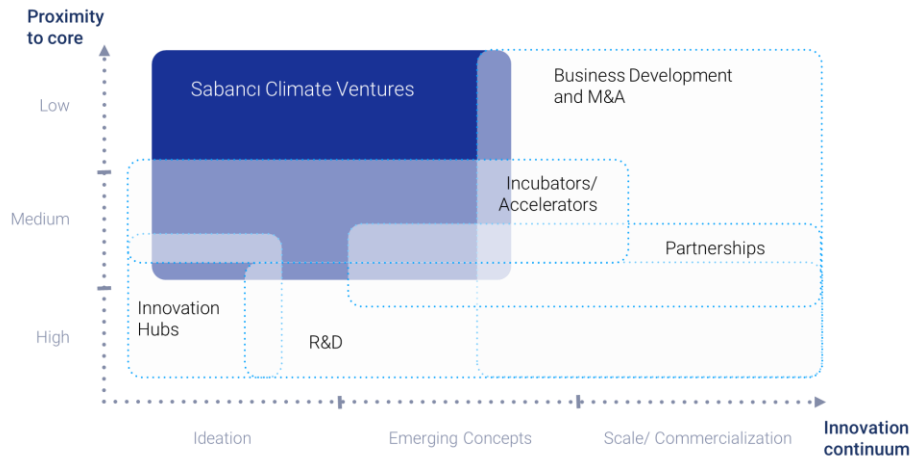 Proximity
to core
Low
Medium
High
Sabancı Climate Ventures
Business Development
and M&A
Incubators/
Accelerators
Partnerships
Innovation
Hubs
R&D
Ideation
Emerging Concepts
Scale/ Commercialization
Innovation
continuum